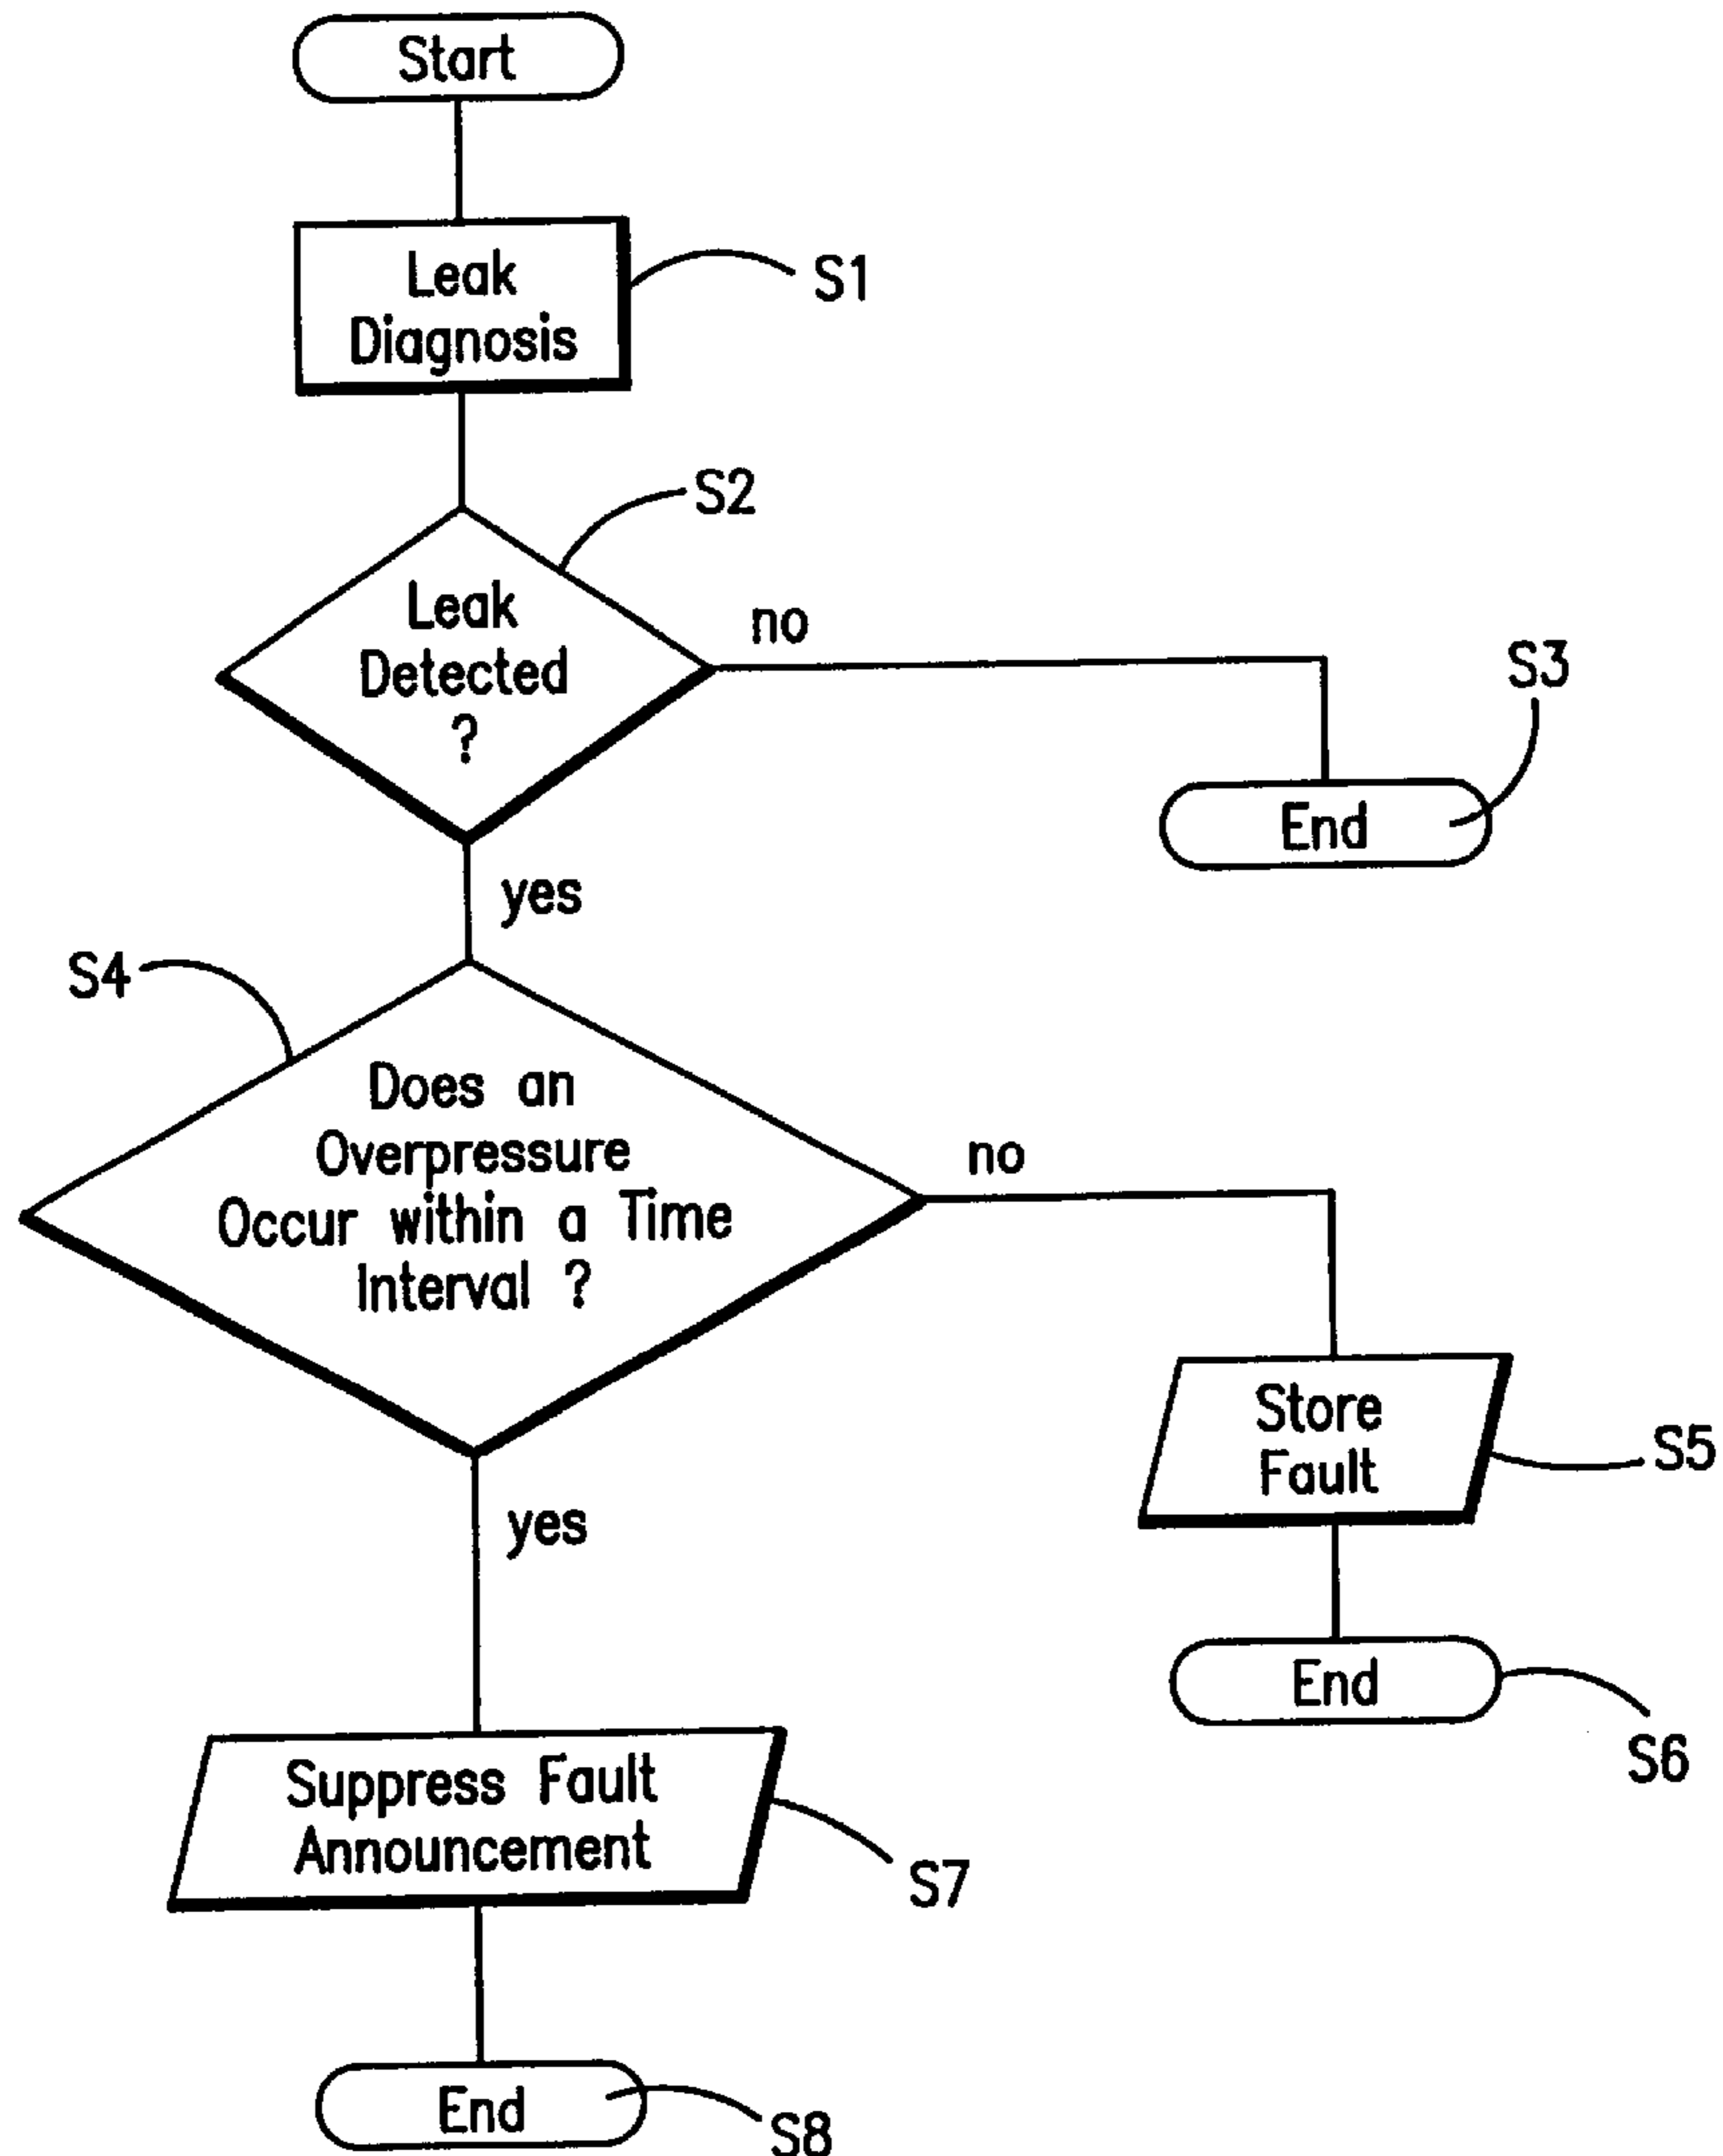 Start
Leak
Diagnosis
S1
S2
Leak
Detected
?
no
S3
End
yes
S4
Does an
Overpressure
Occur within a Time
Interval ?
no
Store
Fault
S5
yes
End
S6
Suppress Fault
Announcement
S7
End
S8